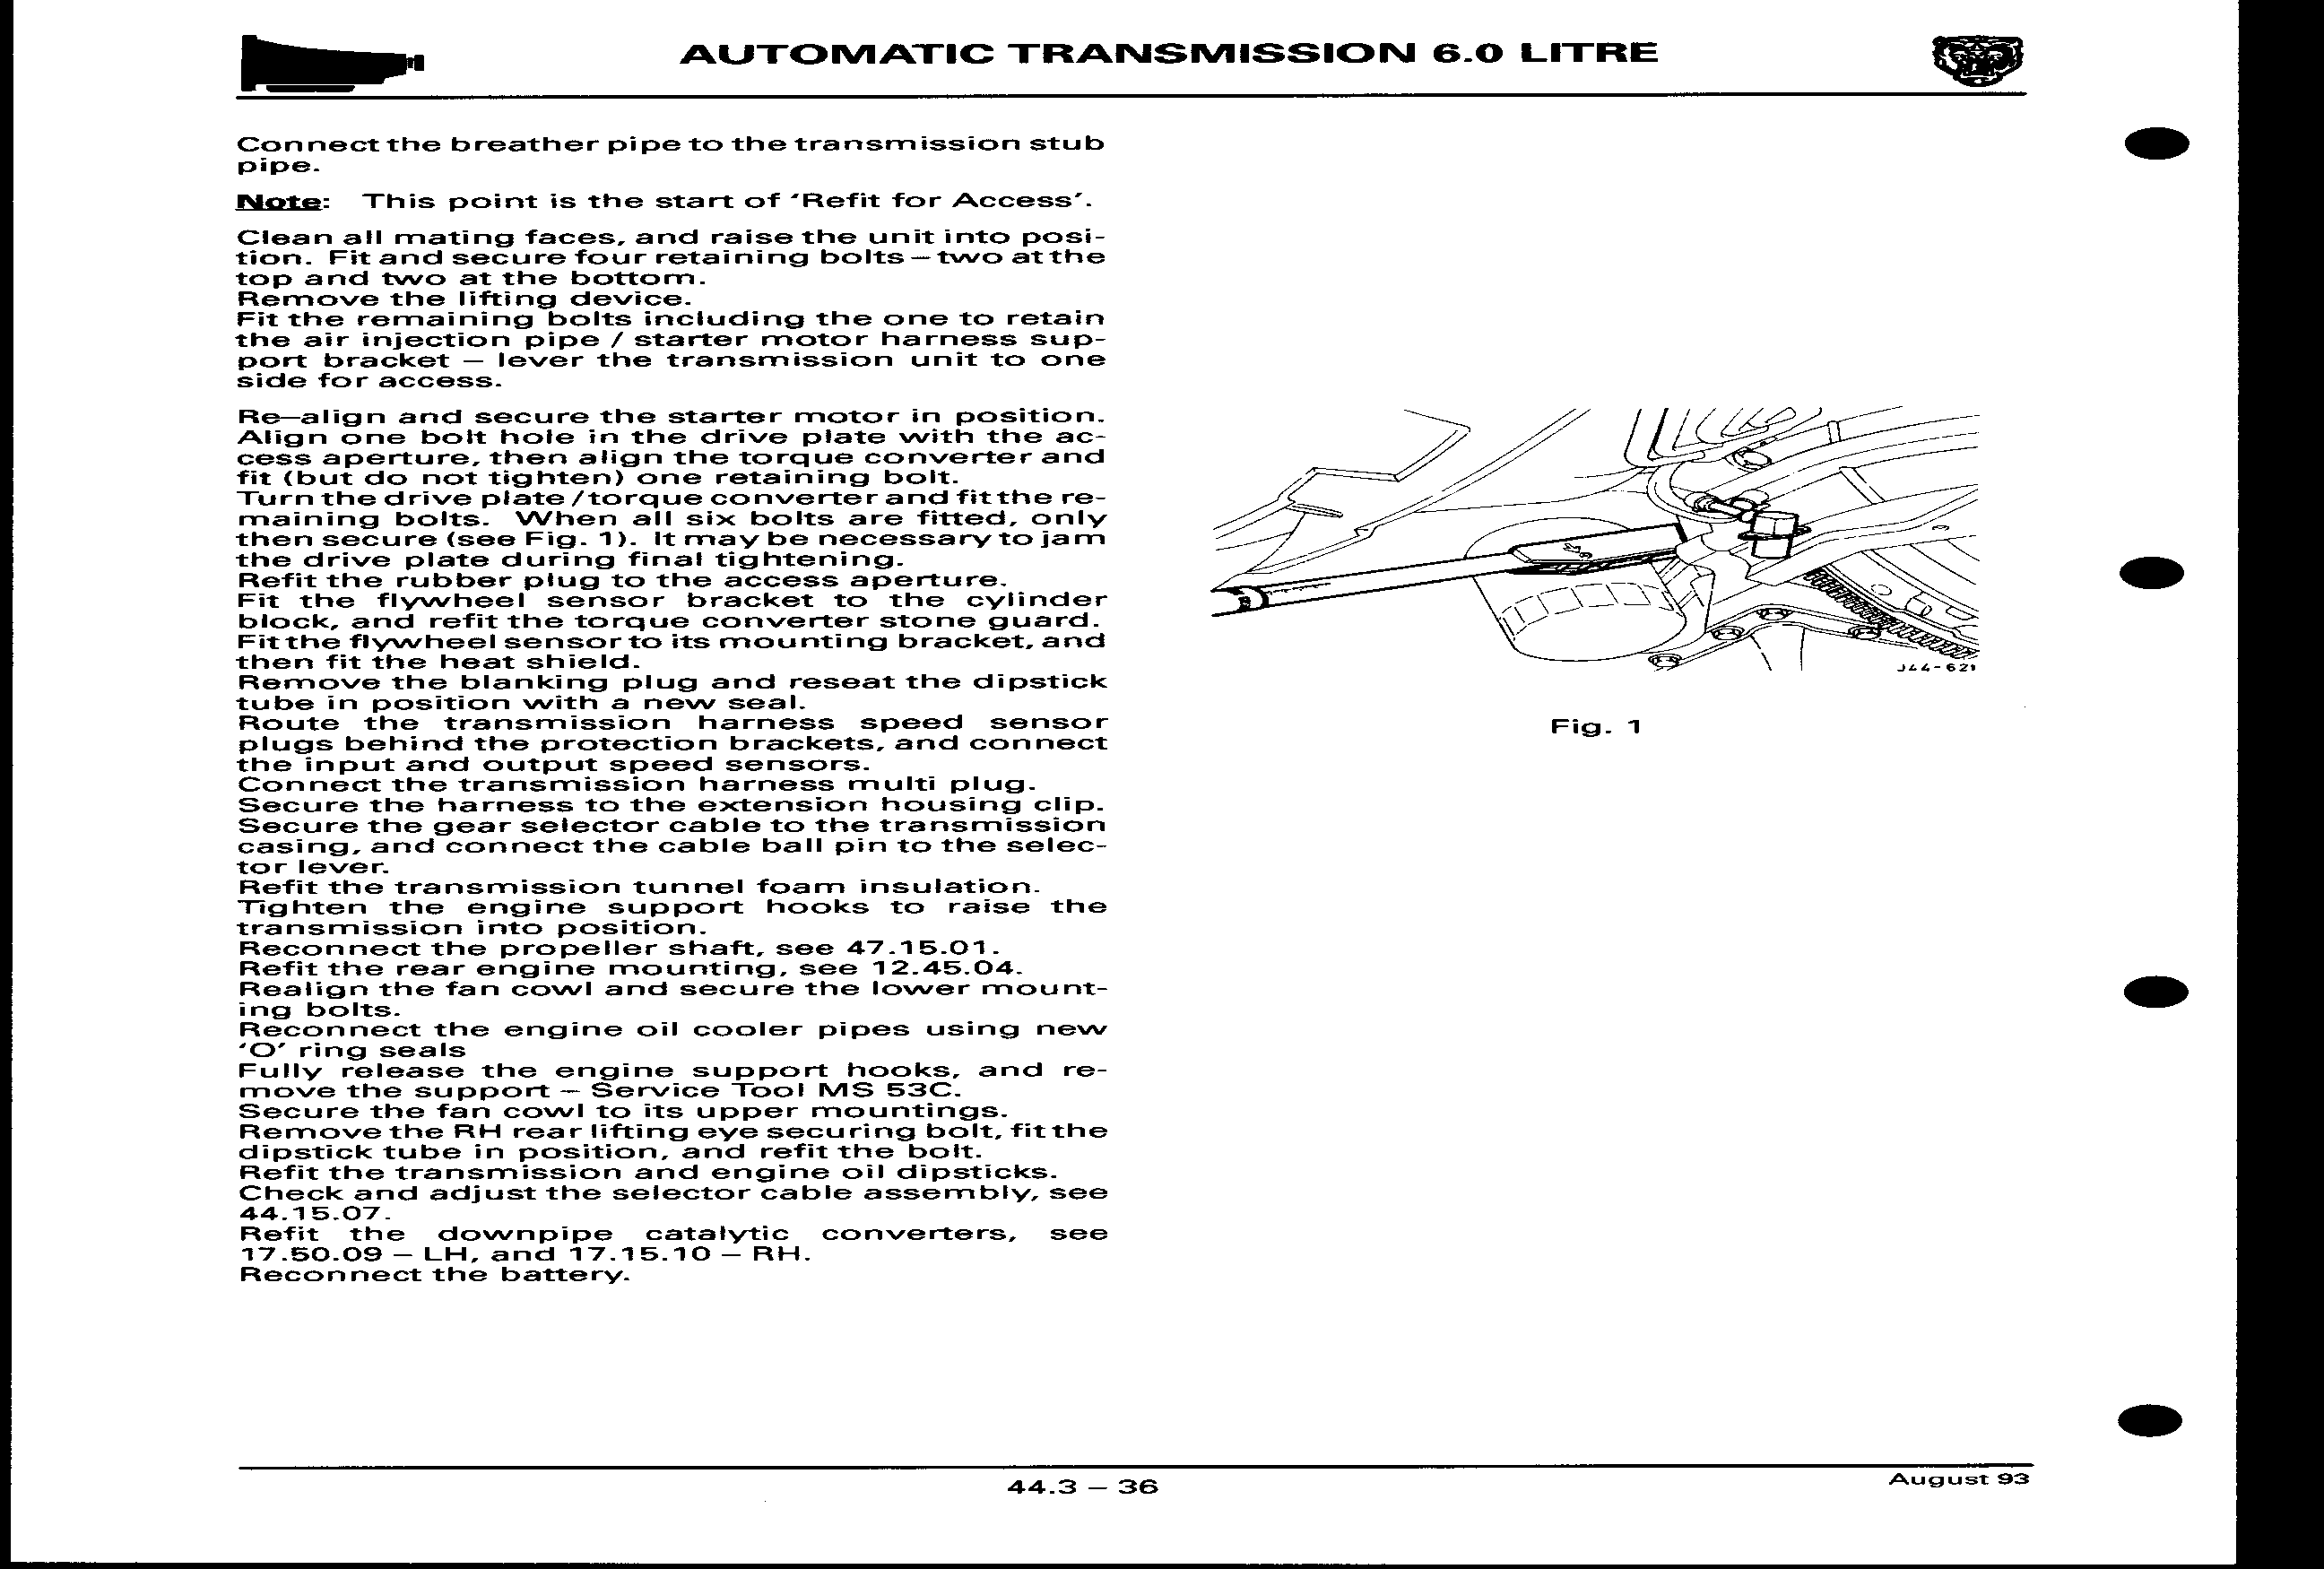 AUTOMATIC TRANSMISSION 6.0 LITRE
Connect the breather pipe to the transmission stub
pipe.
Note: This point is the start of ‘Refit for Access’.
Clean all mating faces, and raise the unit into posi-
tion. Fit and secure four retaining bolts – two at the
top and two at the bottom.
Remove the lifting device.
Fit the remaining bolts including the one to retain
the air injection pipe / starter motor harness sup-
port bracket – lever the transmission unit to one
side for access.
Re–align and secure the starter motor in position.
Align one bolt hole in the drive plate with the ac-
cess aperture, then align the torque converter and
fit (but do not tighten) one retaining bolt.
Turn the drive plate / torque converter and fit the re-
maining bolts. When all six bolts are fitted, only
then secure (see Fig. 1). It may be necessary to jam
the drive plate during final tightening.
Refit the rubber plug to the access aperture.
Fit the flywheel sensor bracket to the cylinder
block, and refit the torque converter stone guard.
Fit the flywheel sensor to its mounting bracket, and
then fit the heat shield.
Remove the blanking plug and reseat the dipstick
tube in position with a new seal.
Route the transmission harness speed sensor
plugs behind the protection brackets, and connect
the input and output speed sensors.
Connect the transmission harness multi plug.
Secure the harness to the extension housing clip.
Secure the gear selector cable to the transmission
casing, and connect the cable ball pin to the selec-
tor lever.
Refit the transmission tunnel foam insulation.
Tighten the engine support hooks to raise the
transmission into position.
Reconnect the propeller shaft, see 47.15.01.
Refit the rear engine mounting, see 12.45.04.
Realign the fan cowl and secure the lower mount-
ing bolts.
Reconnect the engine oil cooler pipes using new
‘O’ ring seals
Fully release the engine support hooks, and re-
move the support – Service Tool MS 53C.
Secure the fan cowl to its upper mountings.
Remove the RH rear lifting eye securing bolt, fit the
dipstick tube in position, and refit the bolt.
Refit the transmission and engine oil dipsticks.
Check and adjust the selector cable assembly, see
44.15.07.
Refit the downpipe catalytic converters, see
17.50.09 – LH, and 17.15.10 – RH.
Reconnect the battery.
J44-621
Fig. 1
44.3 – 36
August 93